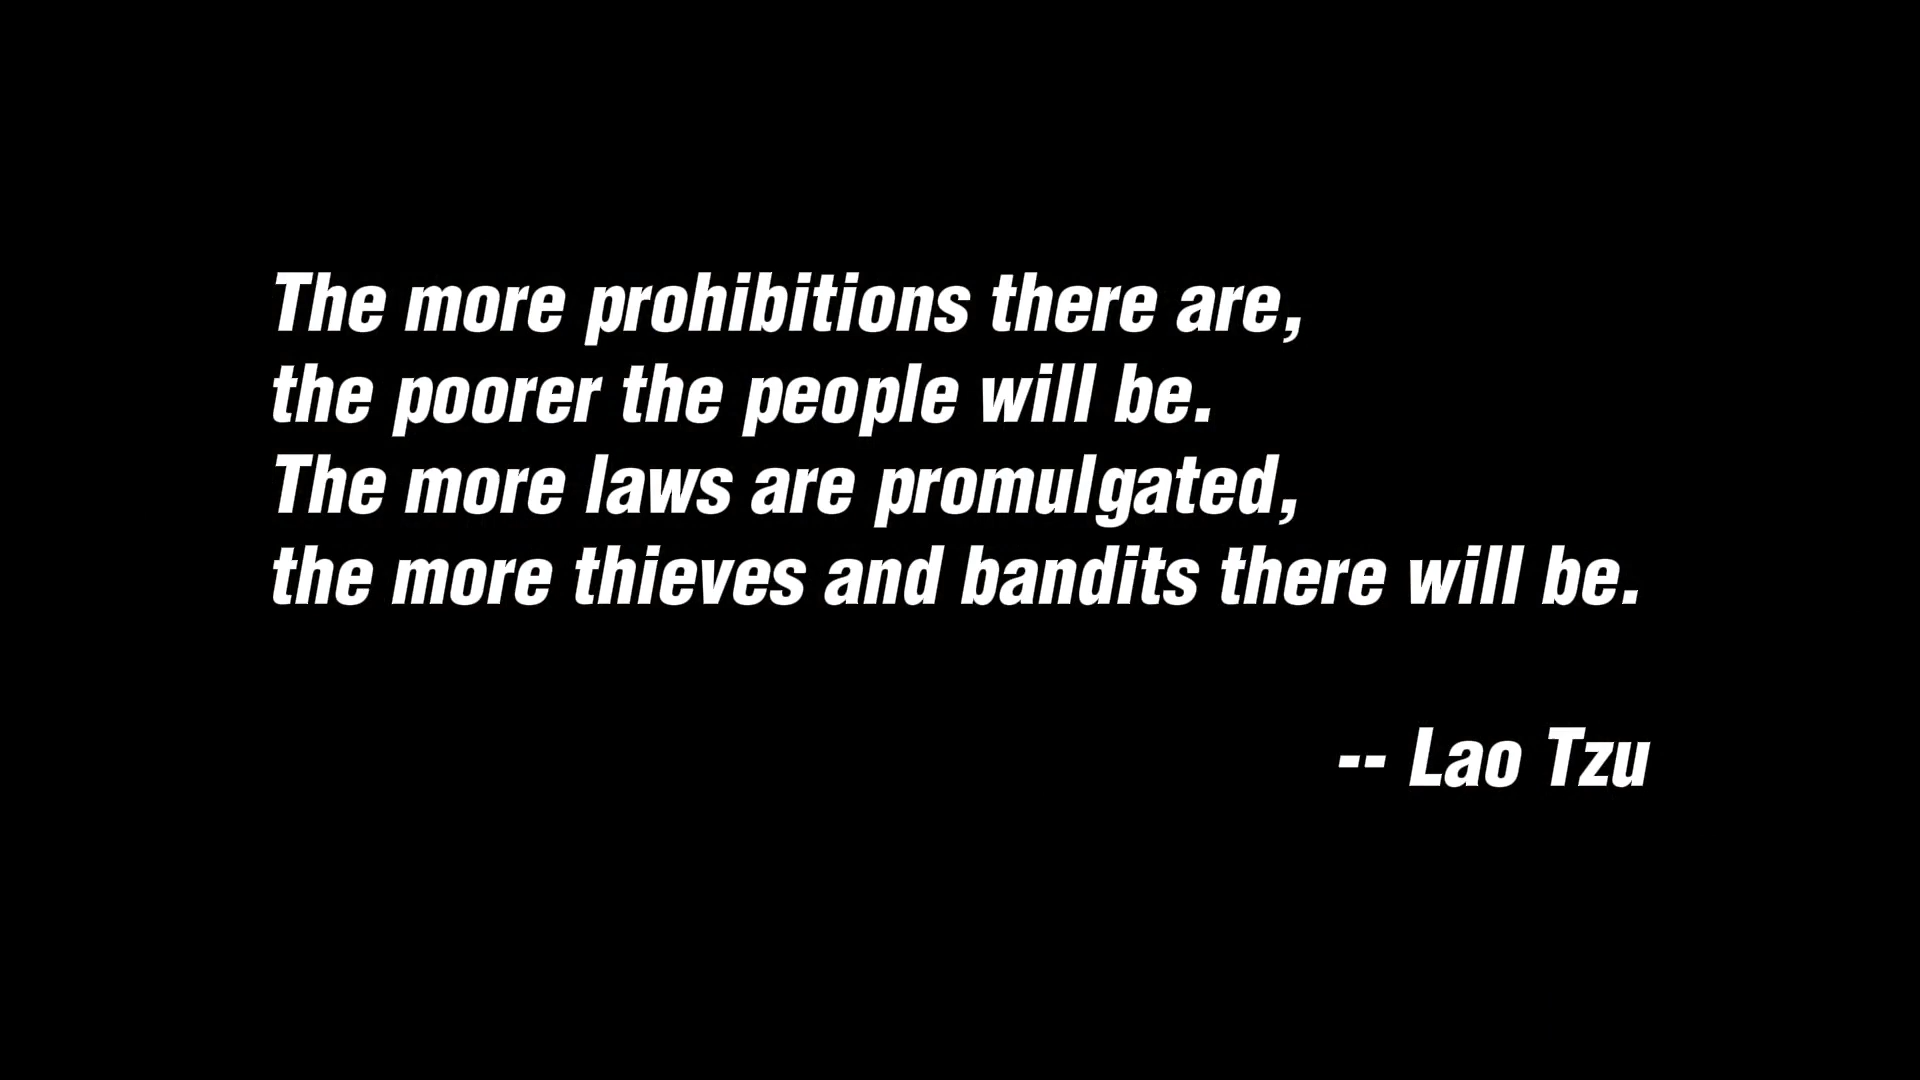 The more prohibitions there are,
the poorer the people will be.
The more laws are promulgated,
the more thieves and bandits there will be.
-- Lao Tzu